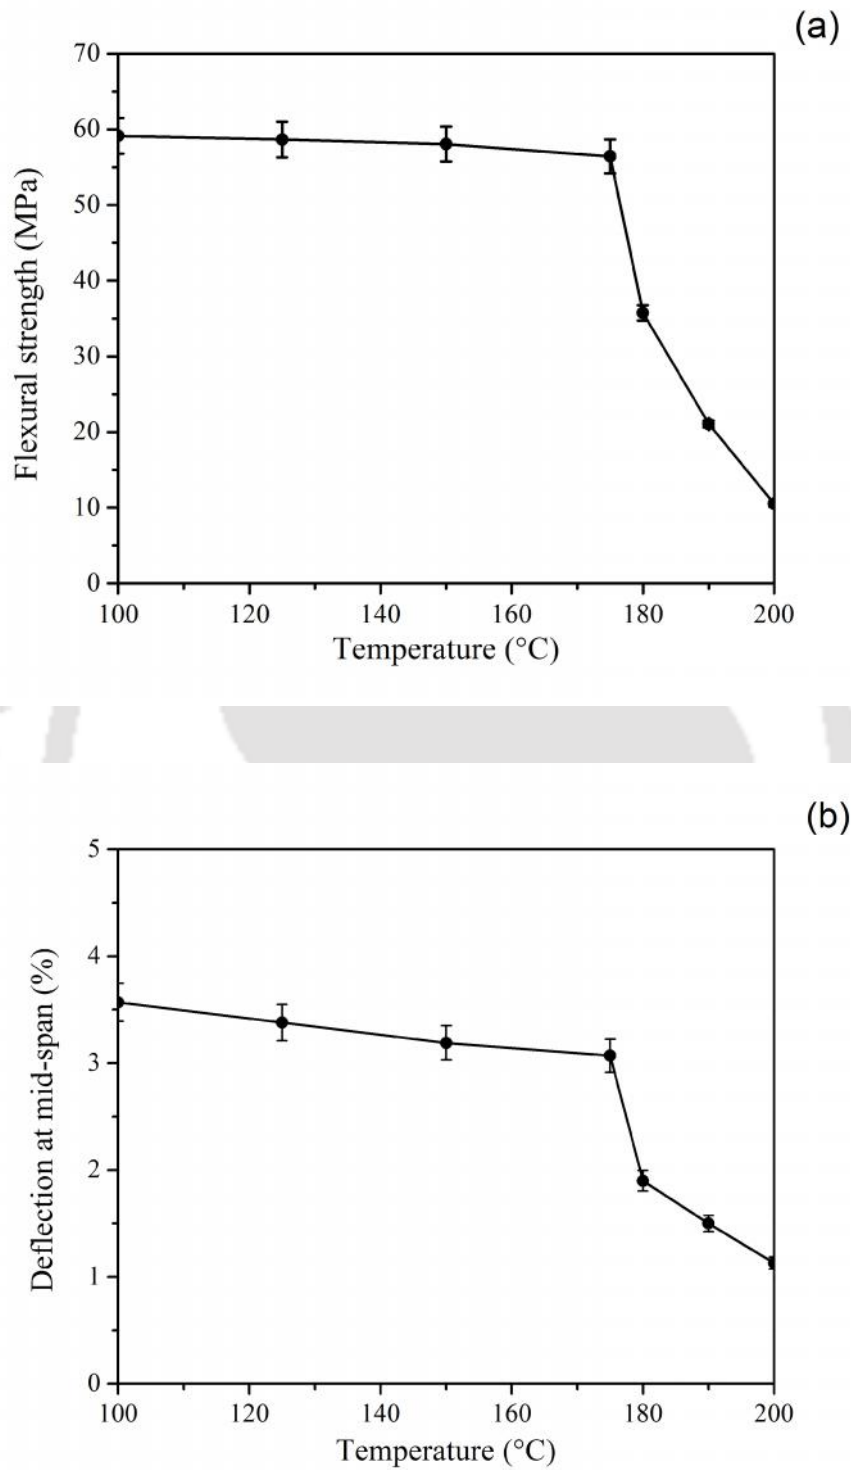 (a)
70
60
50
40
30
20
10
0
Flexural strength (MPa)
100 120 140 160 180 200
Temperature (°C)
(b)
5
4
3
2
1
0
Deflection at mid-span (%)
100 120 140 160 180 200
Temperature (°C)